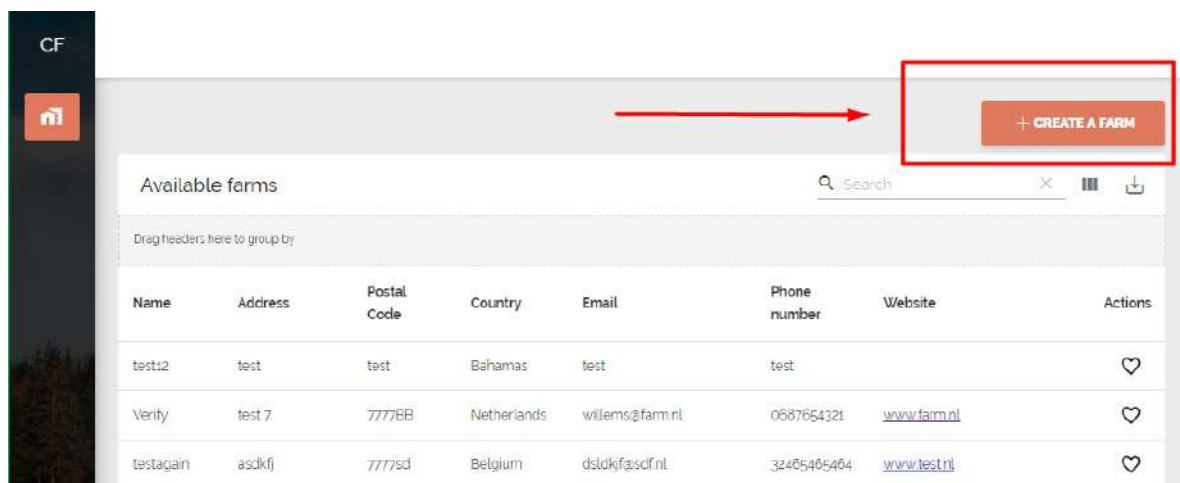 CF
+ CREATE A FARM
Available farms
Search
Drag headers here to group by
Name Address Postal Code Country Email Phone number Website Actions
test12 test test Bahamas test test
Verify test 7 7777BB Netherlands willems@farm.nl 0687654321 www.farm.nl
testagain asdkfj 7777sd Belgium dsldkjf@sdf.nl 32465465464 www.test.nl